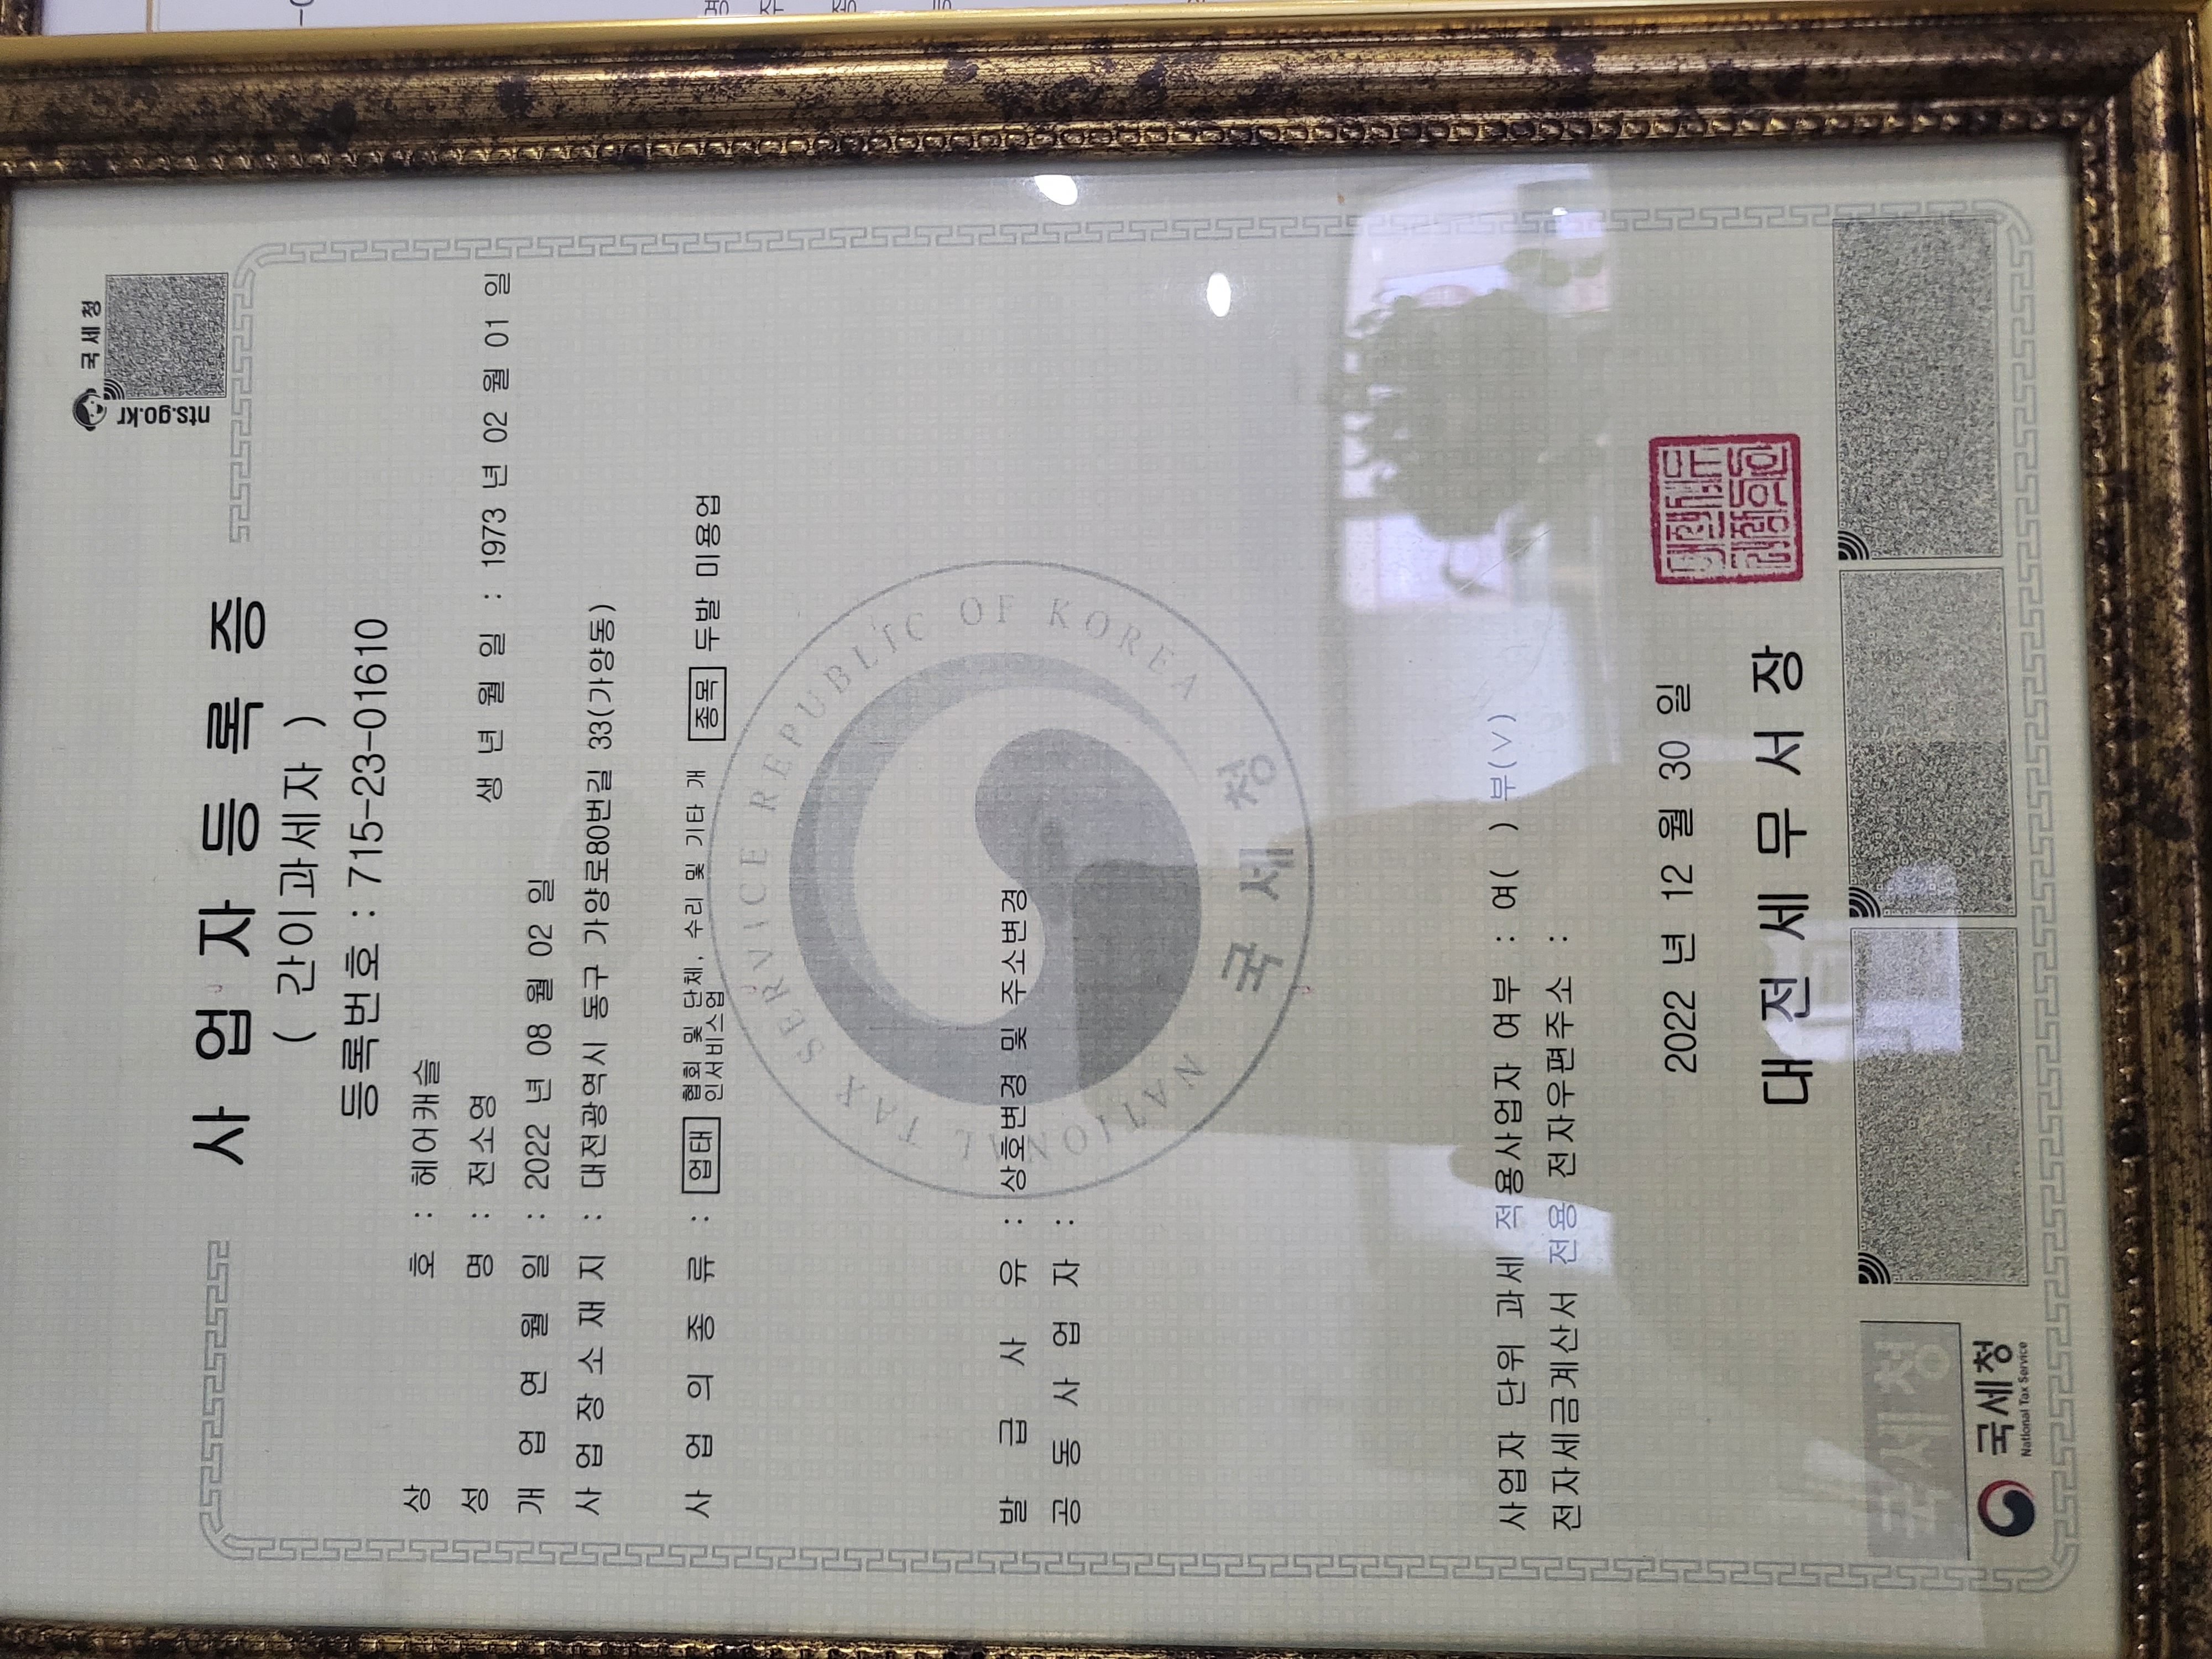 국세청
nts.go.kr
사업자등록증
( 간이과세자 )
등록번호 : 715-23-01610
상호 : 헤어캐슬
성명 : 전소영 생년월일 : 1973 년 02 월 01 일
개업연월일 : 2022 년 08 월 02 일
사업장소재지 : 대전광역시 동구 가양로80번길 33(가양동)
사업의종류 : 업태 협회 및 단체, 수리 및 기타 개 종목 두발 미용업
인서비스업
NATIONAL TAX SERVICE REPUBLIC OF KOREA
국세청
발급사유 : 상호변경 및 주소변경
공동사업자 :
사업자 단위 과세 적용사업자 여부 : 여( ) 부(v)
전자세금계산서 전용 전자우편주소 :
2022 년 12 월 30 일
대전세무서장
국세청
국세청
National Tax Service